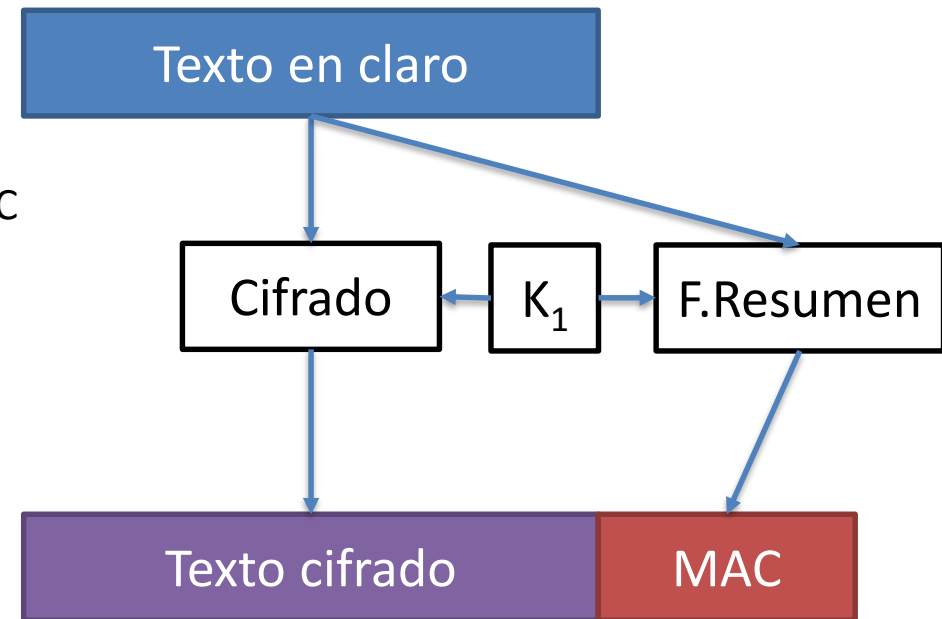 Texto en claro
C
Cifrado
K₁
F.Resumen
Texto cifrado
MAC